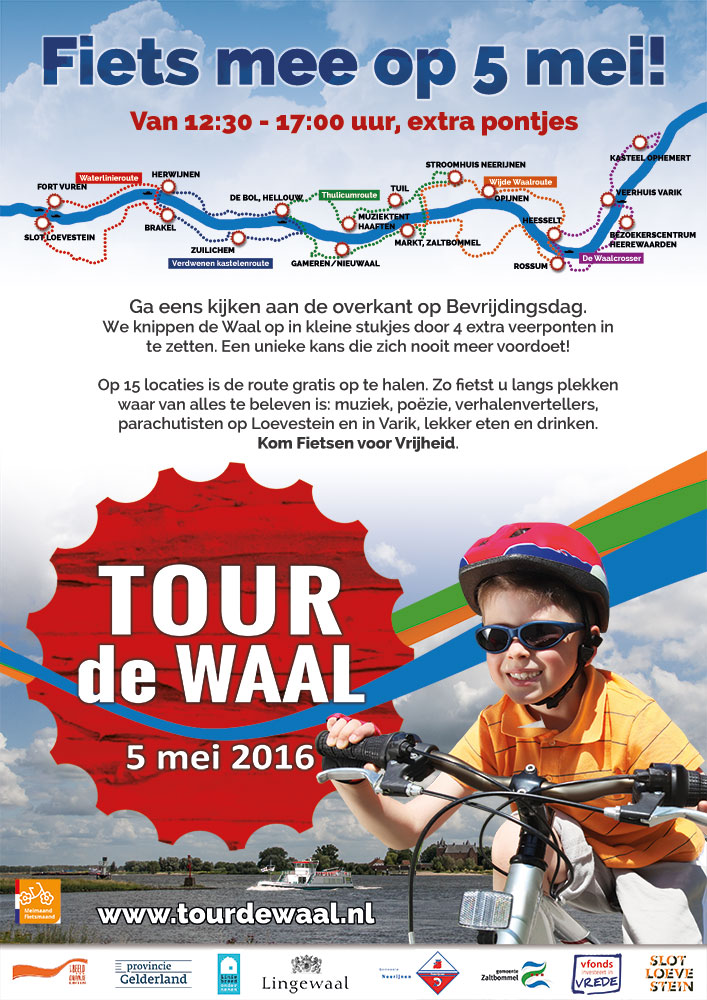 Fiets mee op 5 mei!
Van 12:30 - 17:00 uur, extra pontjes
KASTEEL OPHEMERT
STROOMHUIS NEERIJNEN
HERWIJNEN
Waterlinieroute
FORT VUREN
Wijde Waalroute
TUIL
Thulicumroute
DE BOL, HELLOUW
OPIJNEN
VEERHUIS VARIK
MUZIEKTENT
HAAFTEN
HEESSELT
BRAKEL
SLOT LOEVESTEIN
BEZOEKERSCENTRUM
HEEREWAARDEN
MARKT, ZALTBOMMEL
ZUILICHEM
De Waalcrosser
Verdwenen kastelenroute
GAMEREN/NIEUWAAL
ROSSUM
Ga eens kijken aan de overkant op Bevrijdingsdag.
We knippen de Waal op in kleine stukjes door 4 extra veerponten in
te zetten. Een unieke kans die zich nooit meer voordoet!
Op 15 locaties is de route gratis op te halen. Zo fietst u langs plekken
waar van alles te beleven is: muziek, poëzie, verhalenvertellers,
parachutisten op Loevestein en in Varik, lekker eten en drinken.
Kom Fietsen voor Vrijheid.
TOUR
de WAAL
5 mei 2016
Meimaand
Fietsmaand
www.tourdewaal.nl
provincie
Gelderland
Lingewaal
gemeente
Neerijnen
gemeente
Zaltbommel
vfonds
investeert in
VREDE
SLOT
LOEVE
STEIN